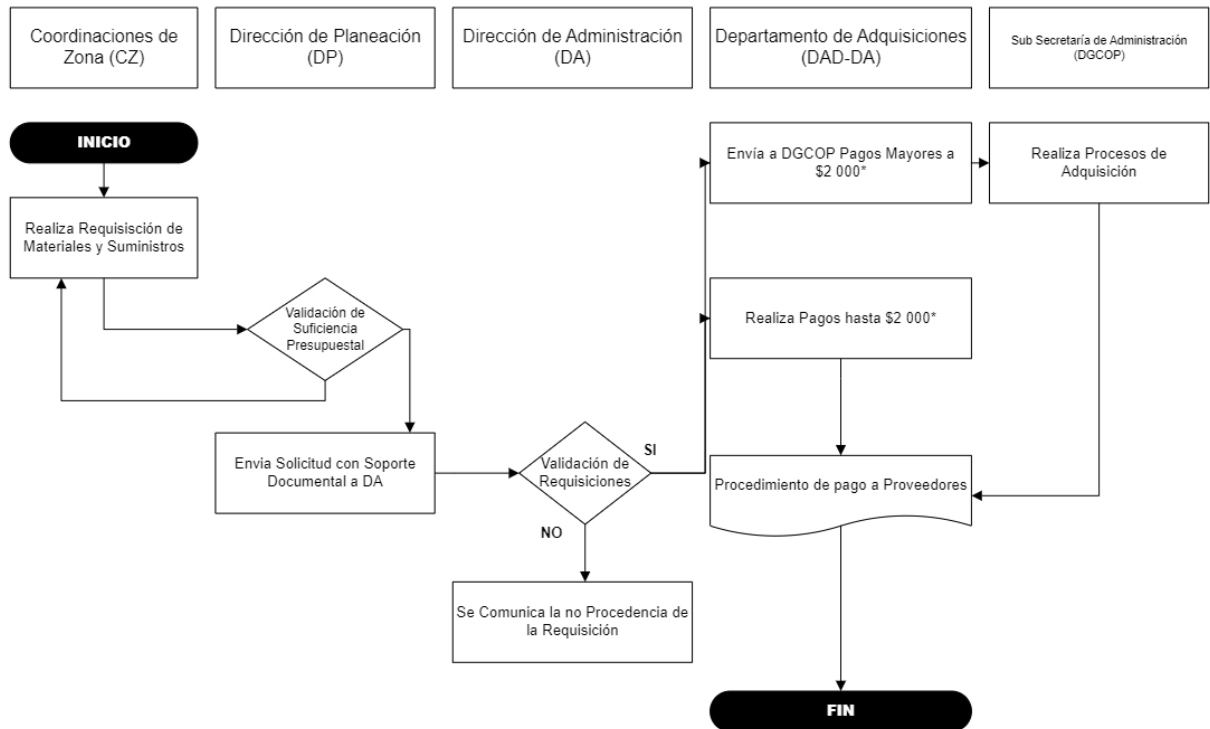 Coordinaciones de
Zona (CZ)
Dirección de Planeación
(DP)
Dirección de Administración
(DA)
Departamento de Adquisiciones
(DAD-DA)
Sub Secretaría de Administración
(DGCOP)
INICIO
Envía a DGCOP Pagos Mayores a
$2 000*
Realiza Procesos de
Adquisición
Realiza Requisisción de
Materiales y Suministros
Validación de
Suficiencia
Presupuestal
Realiza Pagos hasta $2 000*
Envia Solicitud con Soporte
Documental a DA
Validación de
Requisiciones
SI
NO
Procedimiento de pago a Proveedores
Se Comunica la no Procedencia de
la Requisición
FIN